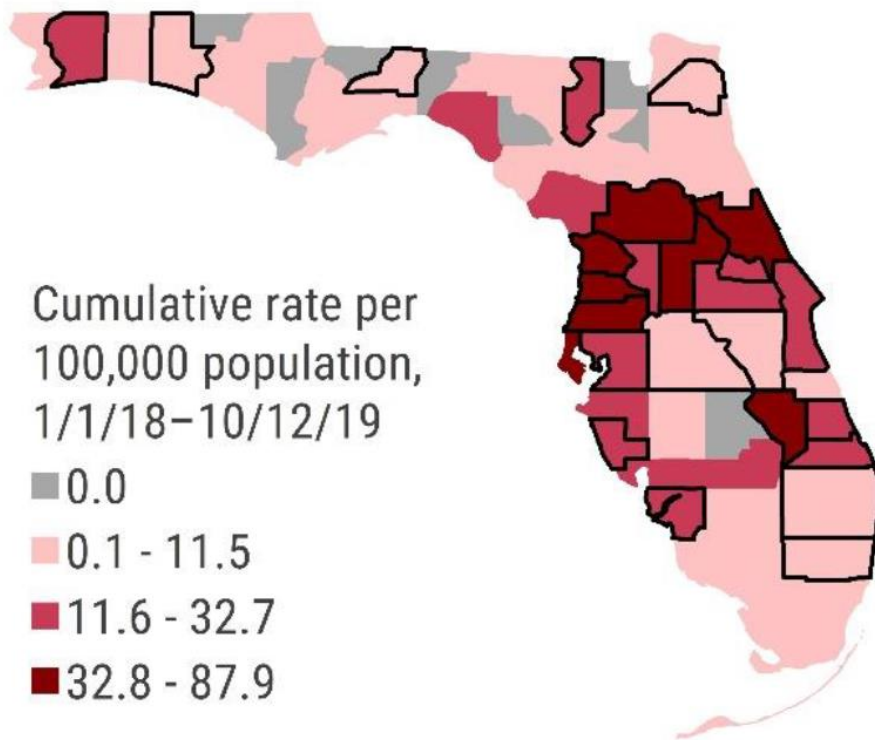 Cumulative rate per
100,000 population,
1/1/18–10/12/19
0.0
0.1 - 11.5
11.6 - 32.7
32.8 - 87.9